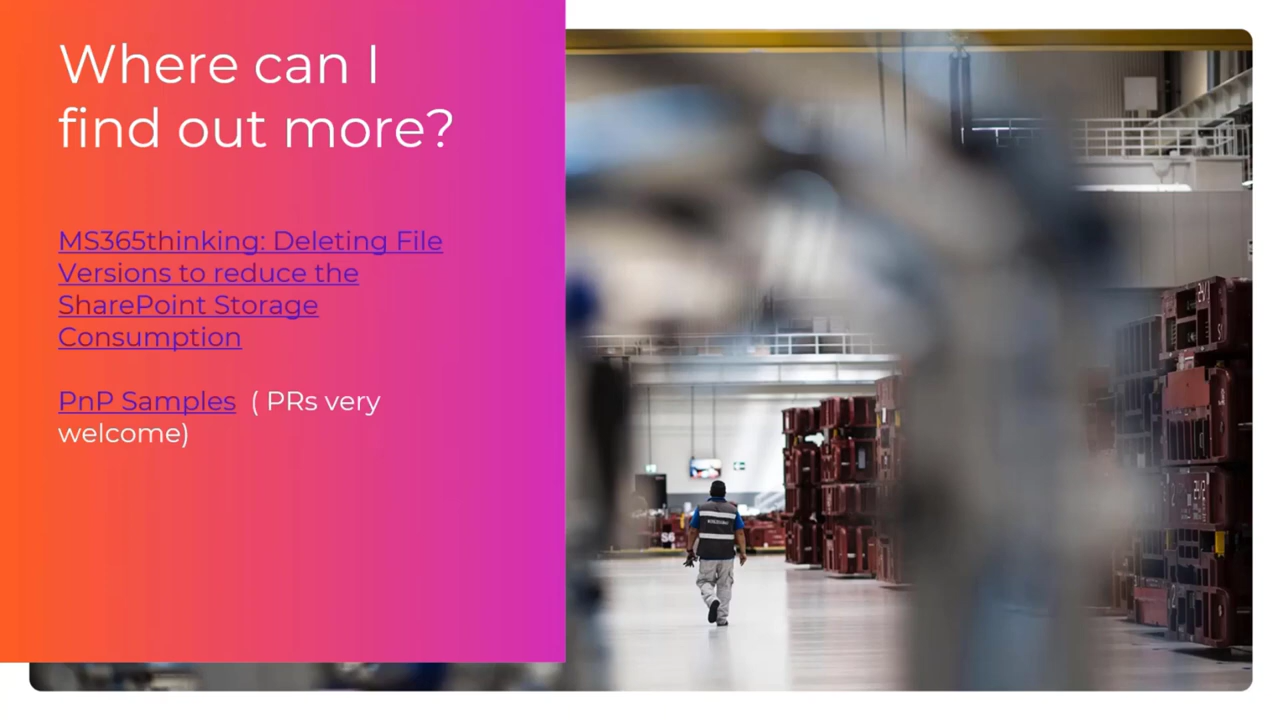 Where can I
find out more?
MS365thinking: Deleting File
Versions to reduce the
SharePoint Storage
Consumption
PnP Samples ( PRs very
welcome)
S6